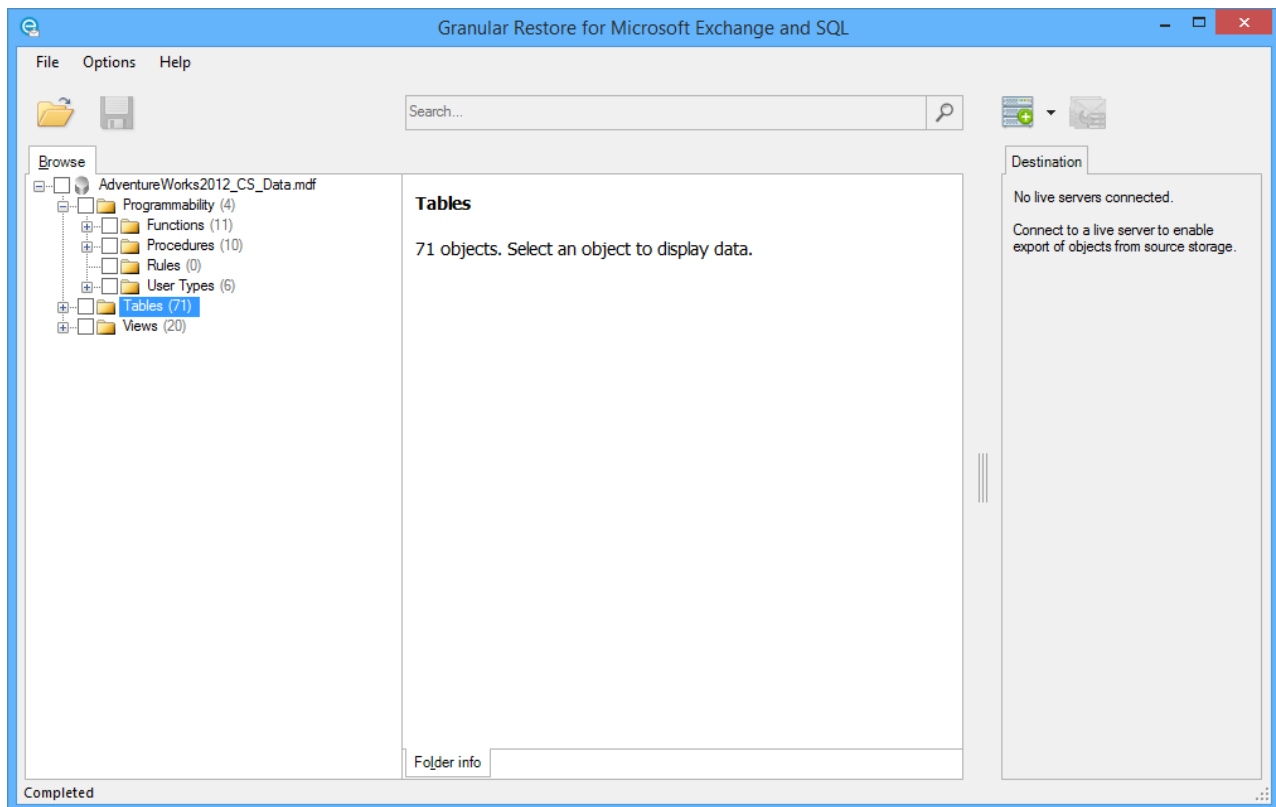 Granular Restore for Microsoft Exchange and SQL
File Options Help
Search...
Browse
AdventureWorks2012_CS_Data.mdf
Programmability (4)
Functions (11)
Procedures (10)
Rules (0)
User Types (6)
Tables (71)
Views (20)
Tables
71 objects. Select an object to display data.
Folder info
Destination
No live servers connected.
Connect to a live server to enable
export of objects from source storage.
Completed